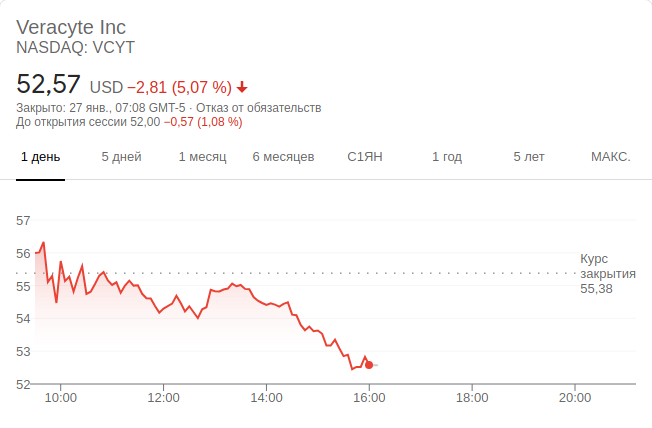 Veracyte Inc
NASDAQ: VCYT
52,57 USD −2,81 (5,07 %)
Закрыто: 27 янв., 07:08 GMT-5 · Отказ от обязательств
До открытия сессии 52,00 −0,57 (1,08 %)
1 день 5 дней 1 месяц 6 месяцев С1ЯН 1 год 5 лет МАКС.
57
56
Курс
закрытия
55,38
55
54
53
52
10:00 12:00 14:00 16:00 18:00 20:00